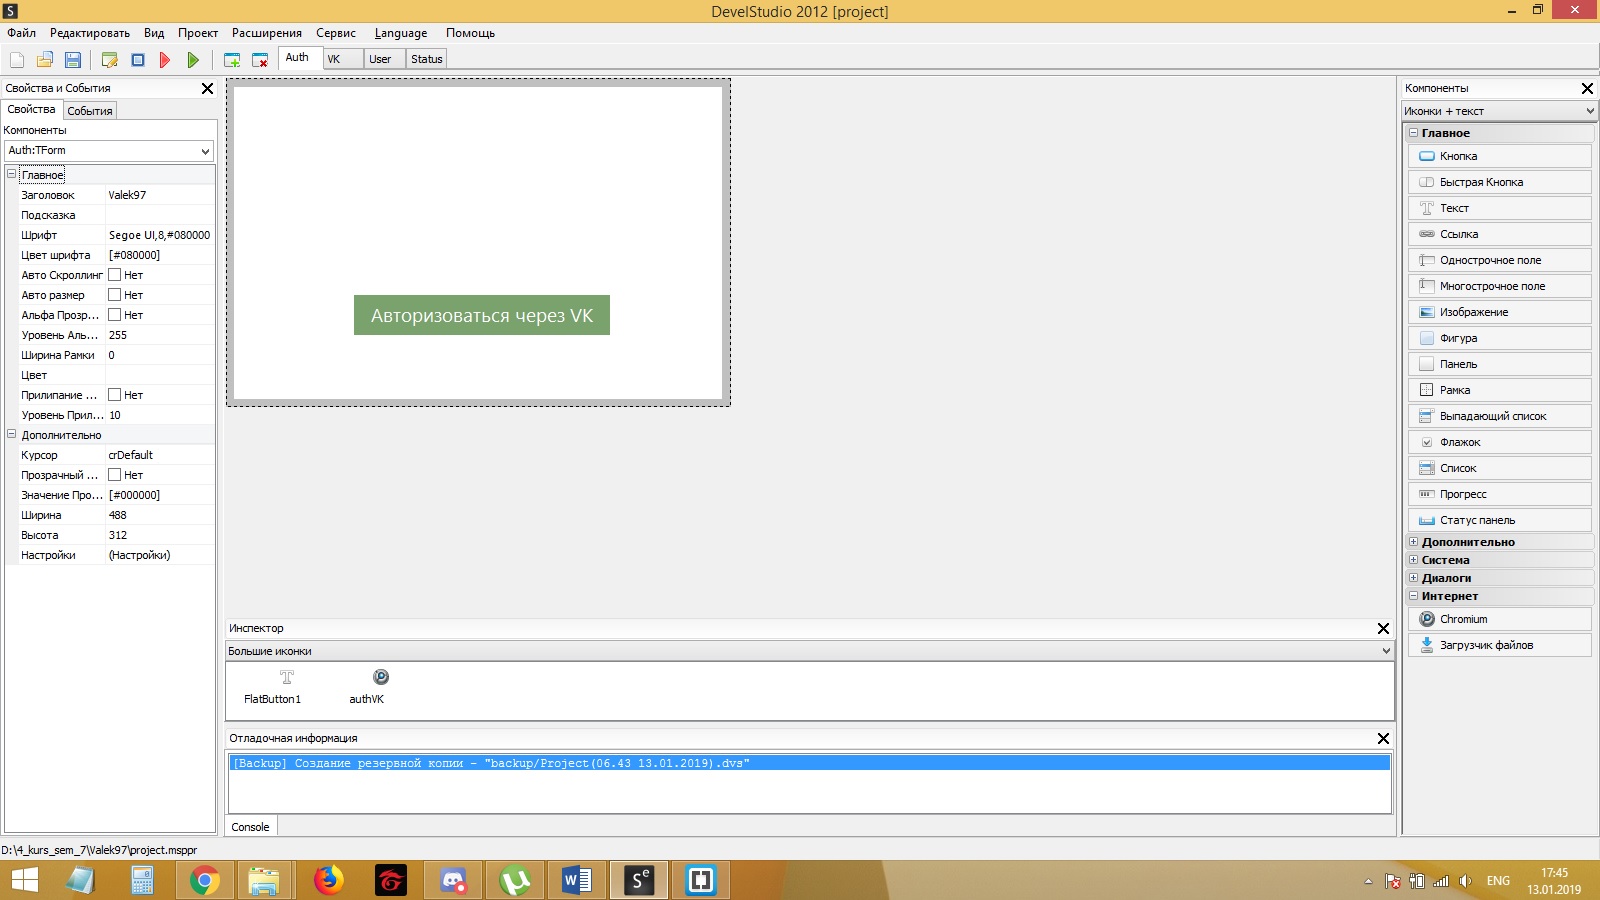 S
DevelStudio 2012 [project]
Файл Редактировать Вид Проект Расширения Сервис Language Помощь
Auth VK User Status
Свойства и События
Свойства События
Компоненты
Auth:TForm
Главное
Заголовок Valek97
Подсказка
Шрифт Segoe UI,8,#080000
Цвет шрифта [#080000]
Авто Скроллинг Нет
Авто размер Нет
Альфа Прозр... Нет
Уровень Аль... 255
Ширина Рамки 0
Цвет
Прилипание ... Нет
Уровень Прил... 10
Дополнительно
Курсор crDefault
Прозрачный ... Нет
Значение Про... [#000000]
Ширина 488
Высота 312
Настройки (Настройки)
Авторизоваться через VK
Инспектор
Большие иконки
FlatButton1 authVK
Отладочная информация
[Backup] Создание резервной копии - "backup/Project(06.43 13.01.2019).dvs"
Console
Компоненты
Иконки + текст
Главное
Кнопка
Быстрая Кнопка
Текст
Ссылка
Однострочное поле
Многострочное поле
Изображение
Фигура
Панель
Рамка
Выпадающий список
Флажок
Список
Прогресс
Статус панель
Дополнительно
Система
Диалоги
Интернет
Chromium
Загрузчик файлов
D:\4_kurs_sem_7\Valek97\project.msppr
ENG
17:45
13.01.2019